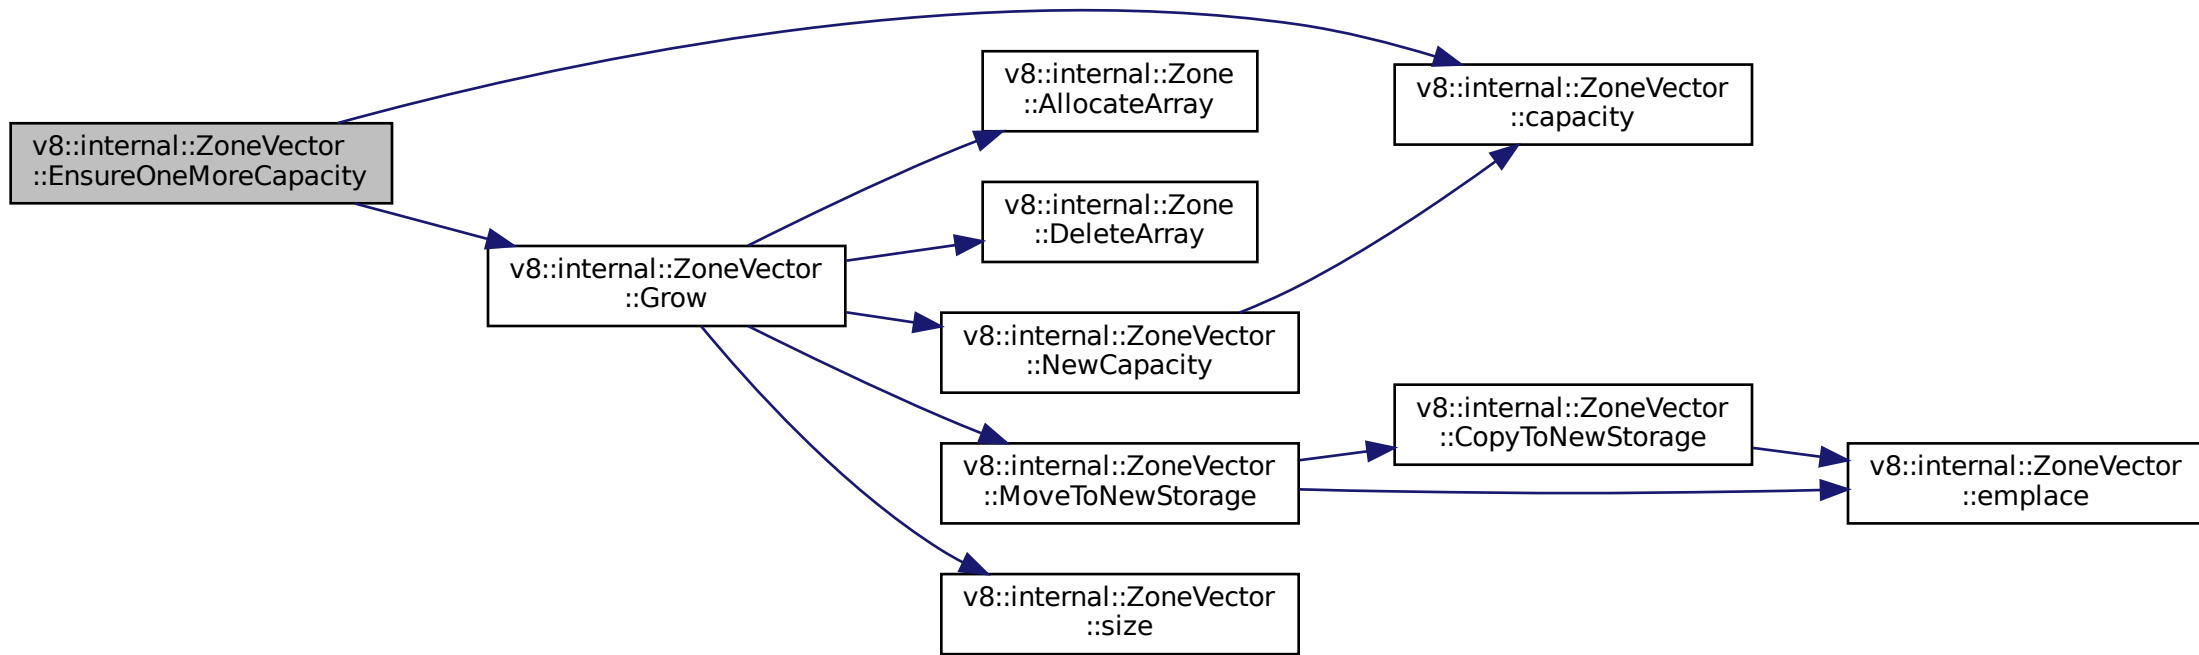 v8::internal::ZoneVector
::EnsureOneMoreCapacity
v8::internal::ZoneVector
::Grow
v8::internal::Zone
::AllocateArray
v8::internal::Zone
::DeleteArray
v8::internal::ZoneVector
::NewCapacity
v8::internal::ZoneVector
::MoveToNewStorage
v8::internal::ZoneVector
::size
v8::internal::ZoneVector
::capacity
v8::internal::ZoneVector
::CopyToNewStorage
v8::internal::ZoneVector
::emplace